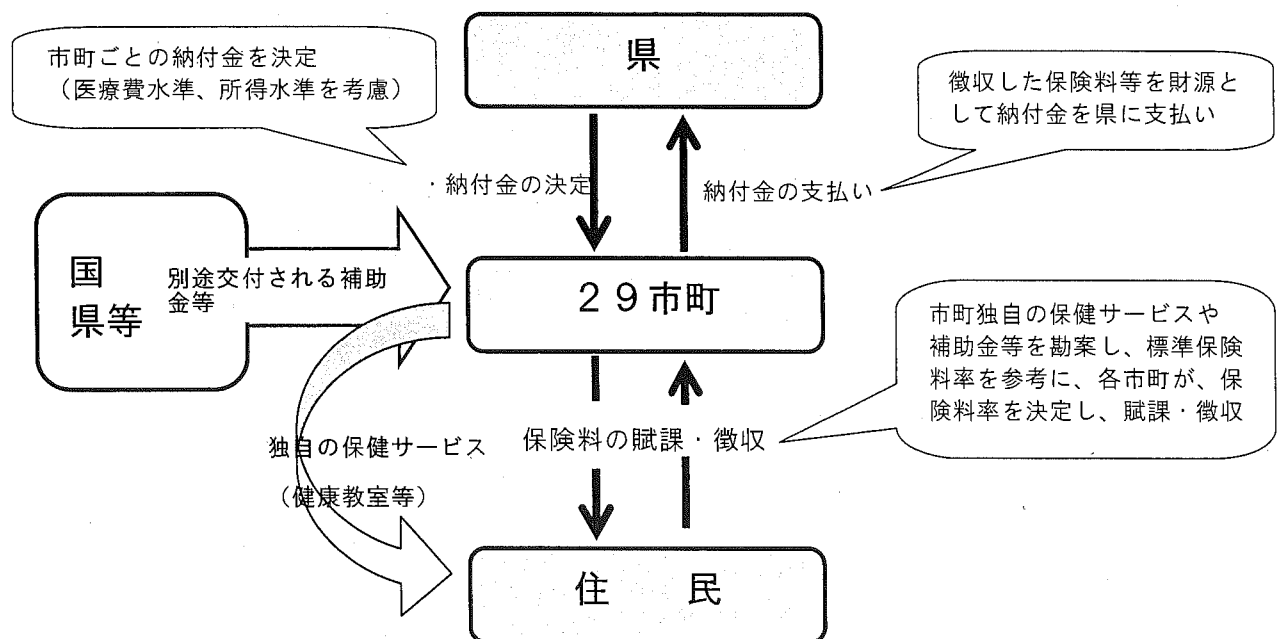 市町ごとの納付金を決定
（医療費水準、所得水準を考慮）
県
徴収した保険料等を財源と
して納付金を県に支払い
・納付金の決定
納付金の支払い
国
県等
別途交付される補助
金等
２９市町
市町独自の保健サービスや
補助金等を勘案し、標準保険
料率を参考に、各市町が、保
険料率を決定し、賦課・徴収
独自の保健サービス
（健康教室等）
保険料の賦課・徴収
住　民